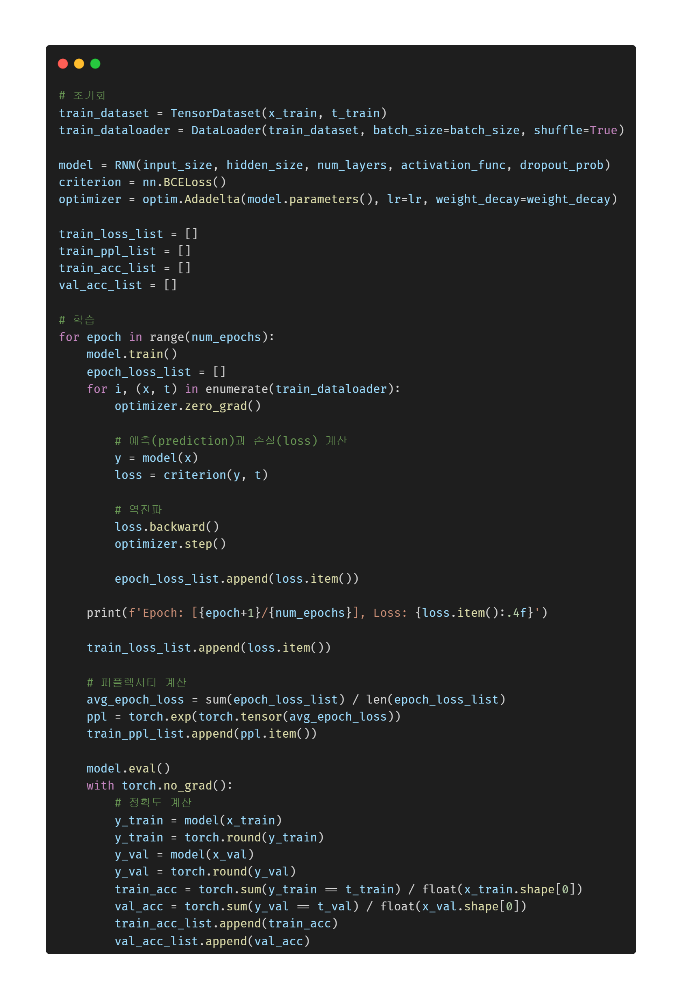 # 초기화
train_dataset = TensorDataset(x_train, t_train)
train_dataloader = DataLoader(train_dataset, batch_size=batch_size, shuffle=True)
model = RNN(input_size, hidden_size, num_layers, activation_func, dropout_prob)
criterion = nn.BCELoss()
optimizer = optim.Adadelta(model.parameters(), lr=lr, weight_decay=weight_decay)
train_loss_list = []
train_ppl_list = []
train_acc_list = []
val_acc_list = []
# 학습
for epoch in range(num_epochs):
    model.train()
    epoch_loss_list = []
    for i, (x, t) in enumerate(train_dataloader):
        optimizer.zero_grad()
        # 예측(prediction)과 손실(loss) 계산
        y = model(x)
        loss = criterion(y, t)
        # 역전파
        loss.backward()
        optimizer.step()
        epoch_loss_list.append(loss.item())
    print(f'Epoch: [{epoch+1}/{num_epochs}], Loss: {loss.item():.4f}')
    train_loss_list.append(loss.item())
    # 퍼플렉서티 계산
    avg_epoch_loss = sum(epoch_loss_list) / len(epoch_loss_list)
    ppl = torch.exp(torch.tensor(avg_epoch_loss))
    train_ppl_list.append(ppl.item())
    model.eval()
    with torch.no_grad():
        # 정확도 계산
        y_train = model(x_train)
        y_train = torch.round(y_train)
        y_val = model(x_val)
        y_val = torch.round(y_val)
        train_acc = torch.sum(y_train == t_train) / float(x_train.shape[0])
        val_acc = torch.sum(y_val == t_val) / float(x_val.shape[0])
        train_acc_list.append(train_acc)
        val_acc_list.append(val_acc)